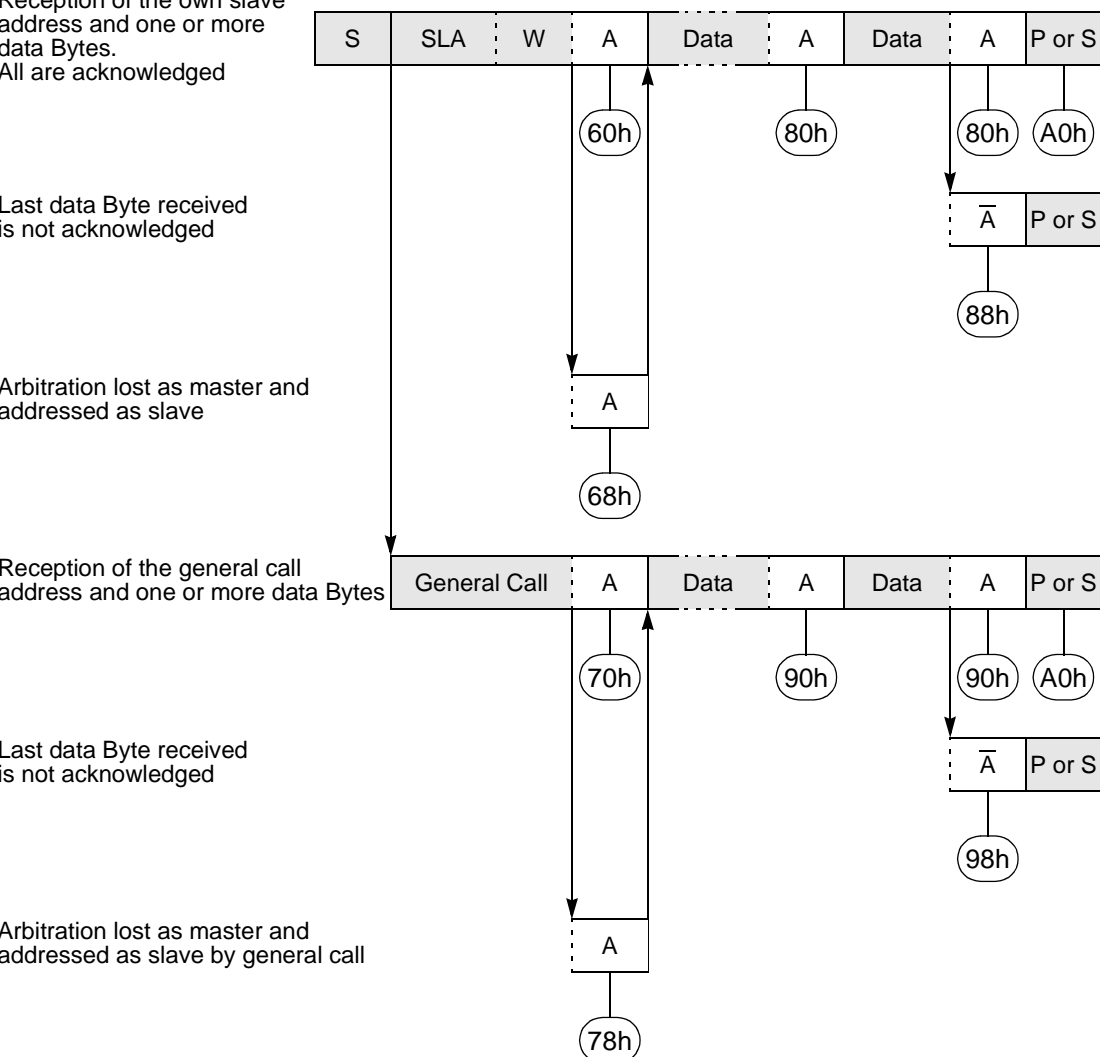 Reception of the own slave
address and one or more
data Bytes.
All are acknowledged
S SLA W A Data A Data A P or S
60h 80h 80h A0h
Last data Byte received
is not acknowledged
A̅ P or S
88h
Arbitration lost as master and
addressed as slave
A
68h
Reception of the general call
address and one or more data Bytes
General Call A Data A Data A P or S
70h 90h 90h A0h
Last data Byte received
is not acknowledged
A̅ P or S
98h
Arbitration lost as master and
addressed as slave by general call
A
78h